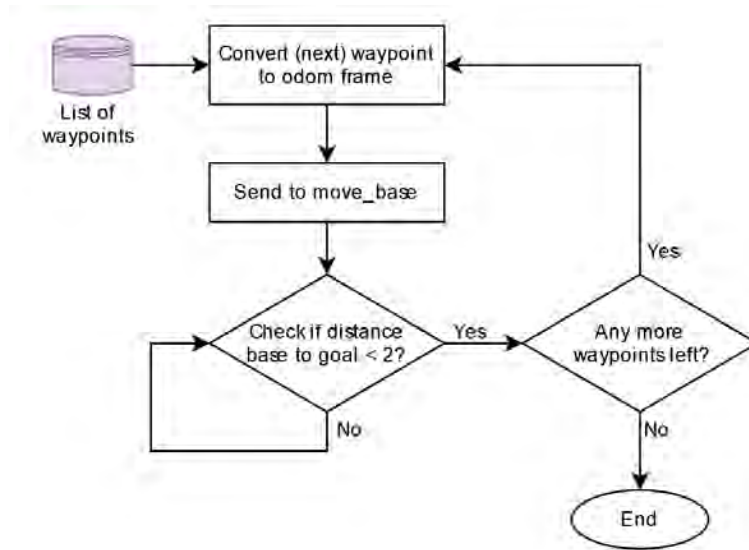 Convert (next) waypoint
to odom frame
List of
waypoints
Send to move_base
Yes
Check if distance
base to goal < 2?
Yes
Any more
waypoints left?
No
No
End